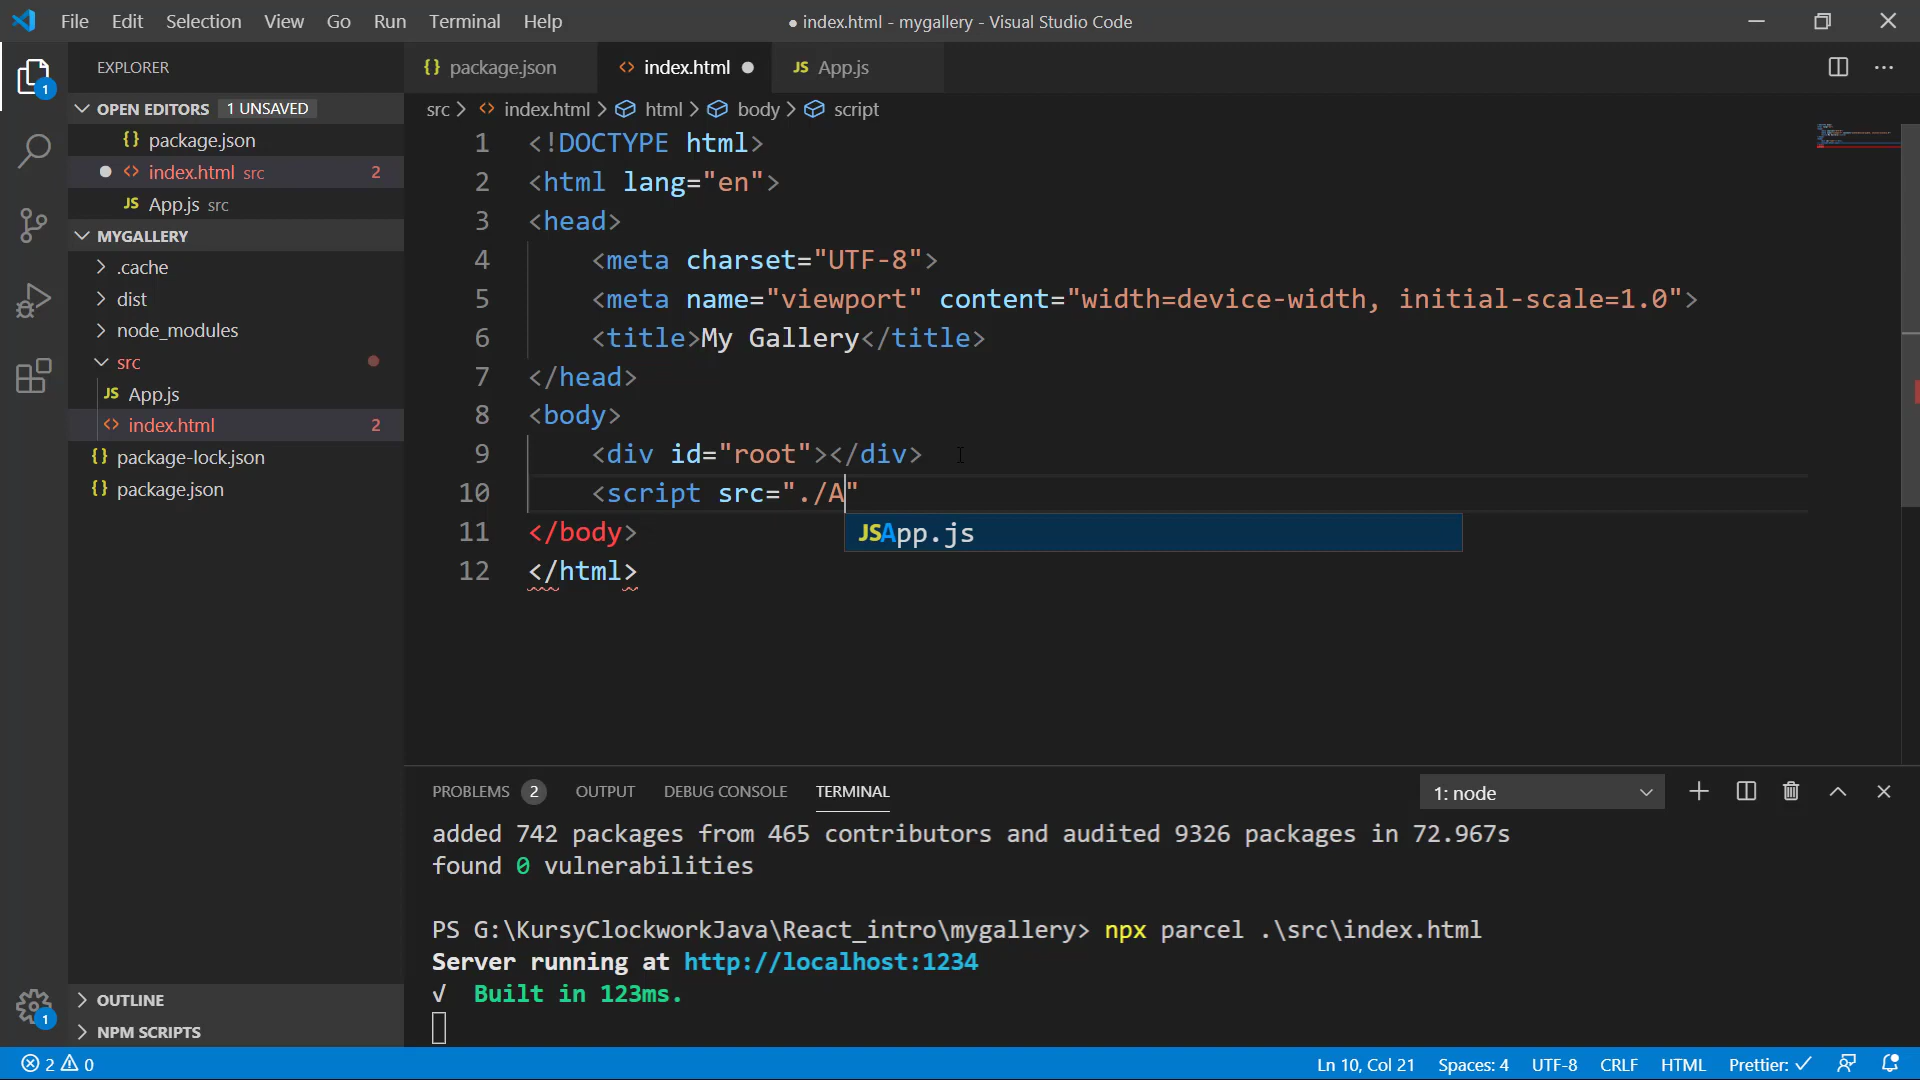 File Edit Selection View Go Run Terminal Help
● index.html - mygallery - Visual Studio Code
EXPLORER
OPEN EDITORS 1 UNSAVED
{} package.json
<> index.html src 2
JS App.js src
MYGALLERY
.cache
dist
node_modules
src
JS App.js
<> index.html 2
{} package-lock.json
{} package.json
OUTLINE
NPM SCRIPTS
1
1
{} package.json <> index.html ● JS App.js
src > <> index.html > html > body > script
1 <!DOCTYPE html>
2 <html lang="en">
3 <head>
4 <meta charset="UTF-8">
5 <meta name="viewport" content="width=device-width, initial-scale=1.0">
6 <title>My Gallery</title>
7 </head>
8 <body>
9 <div id="root"></div>
10 <script src="./A"
JS App.js
11 </body>
12 </html>
PROBLEMS 2 OUTPUT DEBUG CONSOLE TERMINAL 1: node
added 742 packages from 465 contributors and audited 9326 packages in 72.967s
found 0 vulnerabilities
PS G:\KursyClockworkJava\React_intro\mygallery> npx parcel .\src\index.html
Server running at http://localhost:1234
√ Built in 123ms.
2 0 Ln 10, Col 21 Spaces: 4 UTF-8 CRLF HTML Prettier: ✓